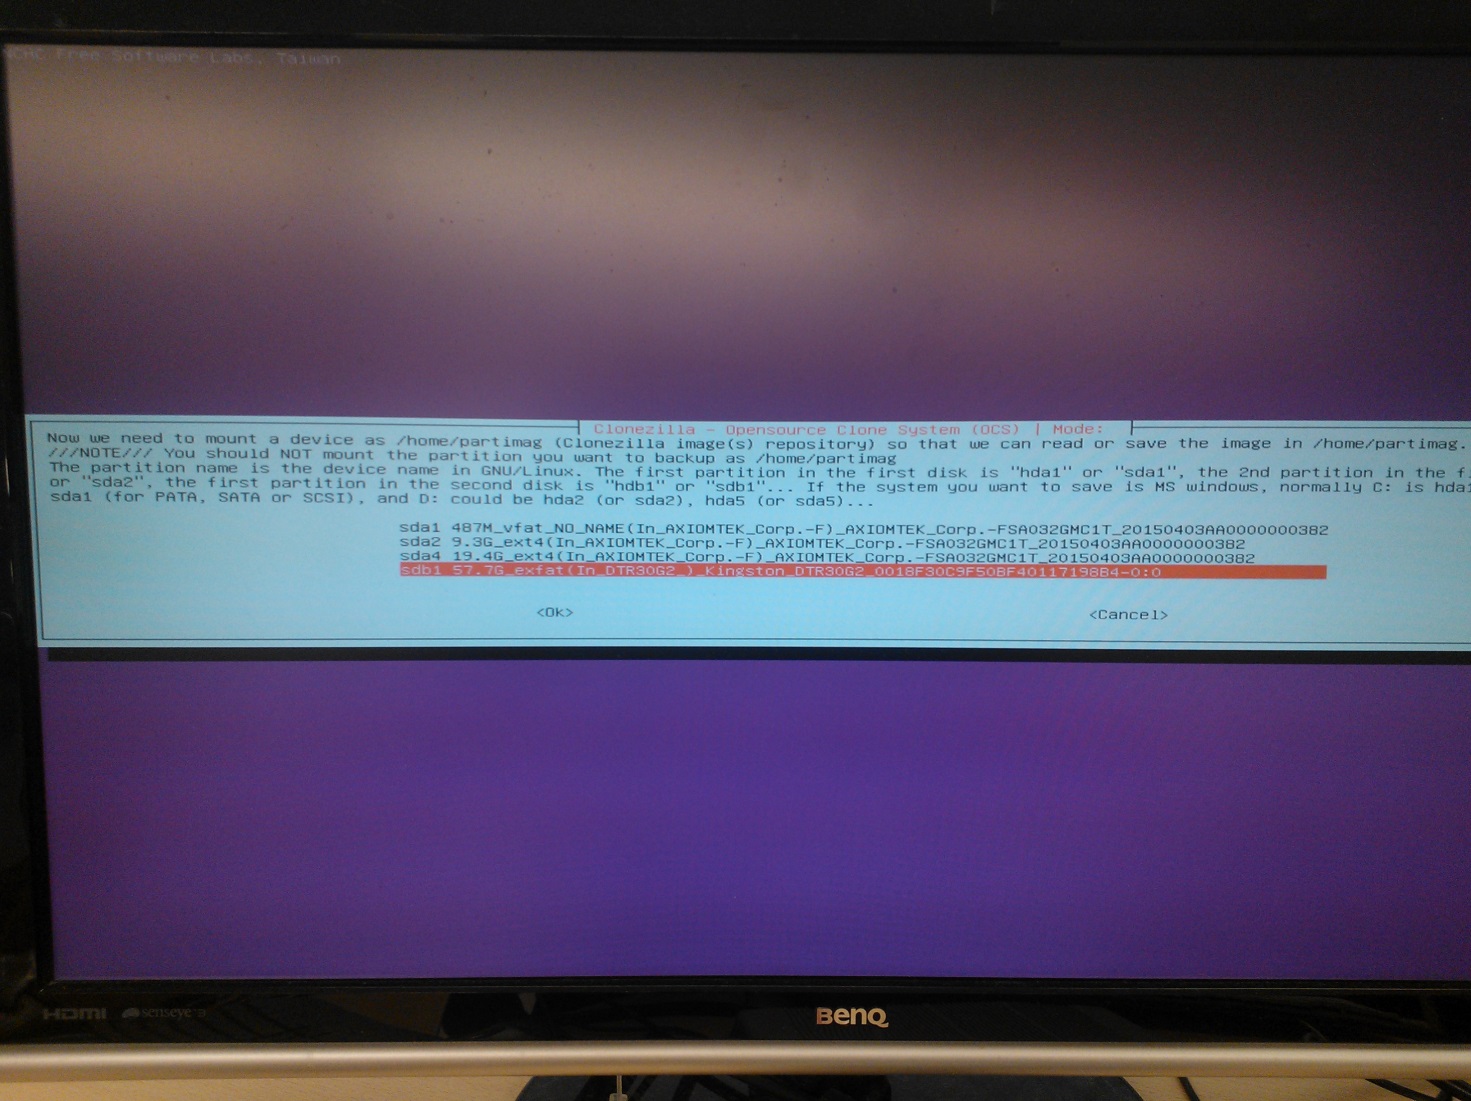 Free Software Labs, Taiwan
Clonezilla - Opensource Clone System (OCS) | Mode:
Now we need to mount a device as /home/partimag (Clonezilla image(s) repository) so that we can read or save the image in /home/partimag.
///NOTE/// You should NOT mount the partition you want to backup as /home/partimag
The partition name is the device name in GNU/Linux. The first partition in the first disk is "hda1" or "sda1", the 2nd partition in the
or "sda2", the first partition in the second disk is "hdb1" or "sdb1"... If the system you want to save is MS windows, normally C: is hda1
sda1 (for PATA, SATA or SCSI), and D: could be hda2 (or sda2), hda5 (or sda5)...
sda1 487M_vfat_NO_NAME(In_AXIOMTEK_Corp.-F)_AXIOMTEK_Corp.-FSA032GMC1T_20150403AA0000000382
sda2 9.3G_ext4(In_AXIOMTEK_Corp.-F)_AXIOMTEK_Corp.-FSA032GMC1T_20150403AA0000000382
sda4 19.4G_ext4(In_AXIOMTEK_Corp.-F)_AXIOMTEK_Corp.-FSA032GMC1T_20150403AA0000000382
sdb1 57.7G_exfat(In_DTR30G2_)_Kingston_DTR30G2_0018F30C9F50BF40117198B4-0:0
<Ok> <Cancel>
HDMI senseye 3 BenQ